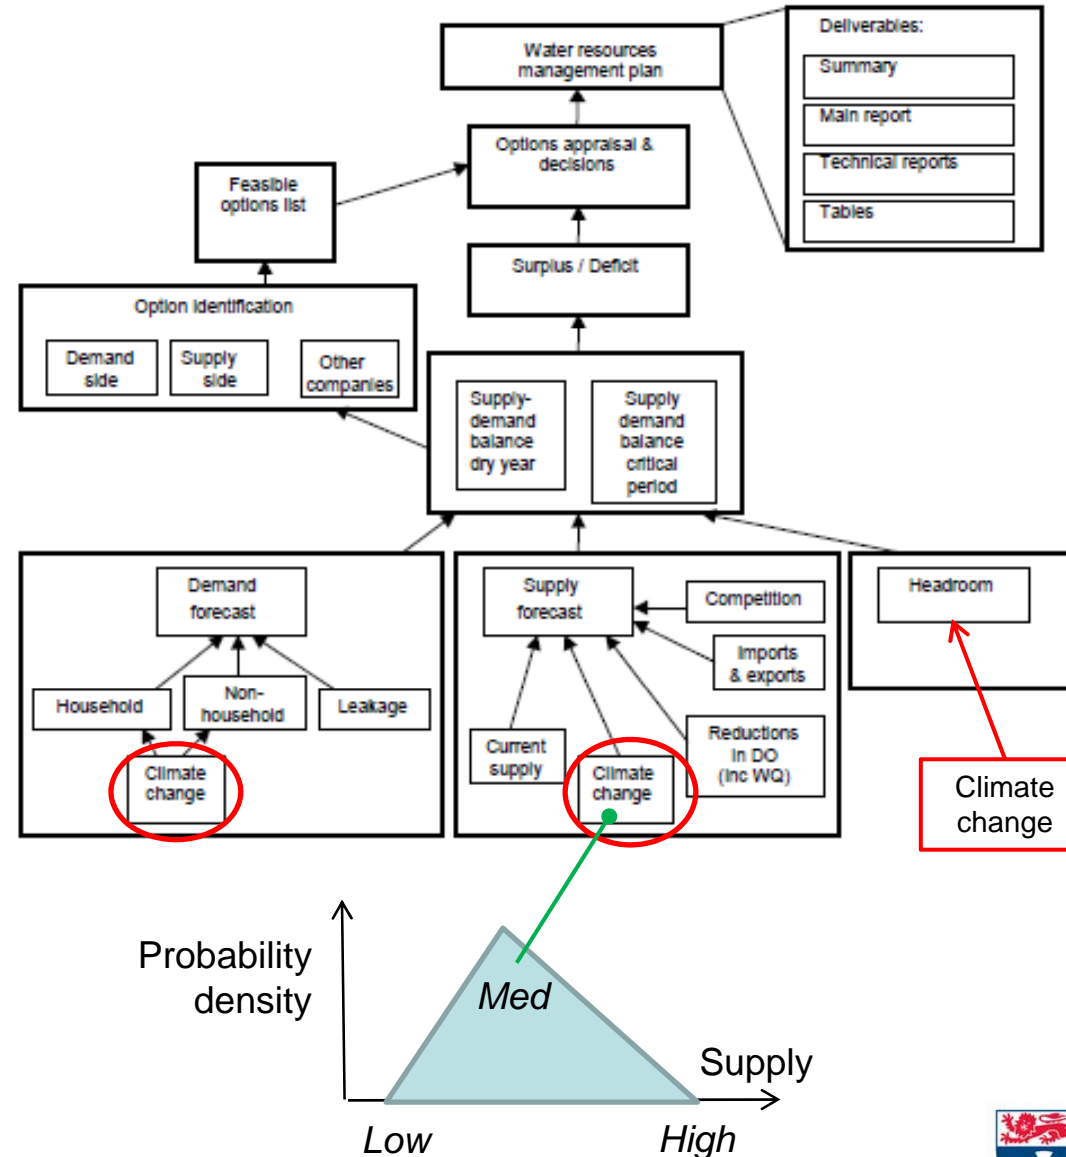 Water resources
management plan
Deliverables:
Summary
Main report
Technical reports
Tables
Options appraisal &
decisions
Feasible
options list
Surplus / Deficit
Option identification
Demand
side
Supply
side
Other
companies
Supply-
demand
balance
dry year
Supply
demand
balance
critical
period
Demand
forecast
Household
Non-
household
Leakage
Climate
change
Supply
forecast
Competition
Imports
& exports
Current
supply
Climate
change
Reductions
in DO
(inc WQ)
Headroom
Climate
change
Probability
density
Med
Supply
Low
High